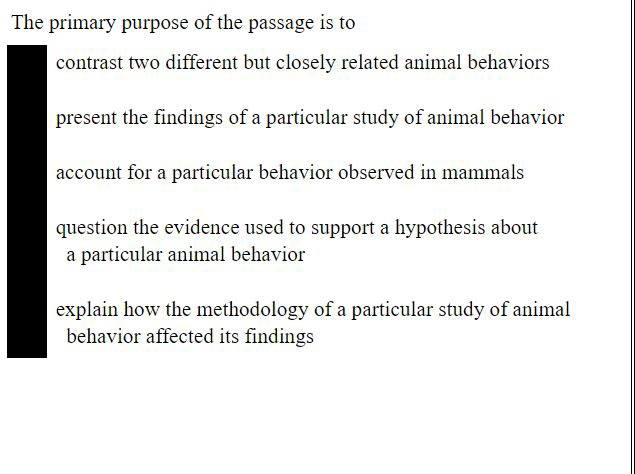 The primary purpose of the passage is to
contrast two different but closely related animal behaviors
present the findings of a particular study of animal behavior
account for a particular behavior observed in mammals
question the evidence used to support a hypothesis about
a particular animal behavior
explain how the methodology of a particular study of animal
behavior affected its findings